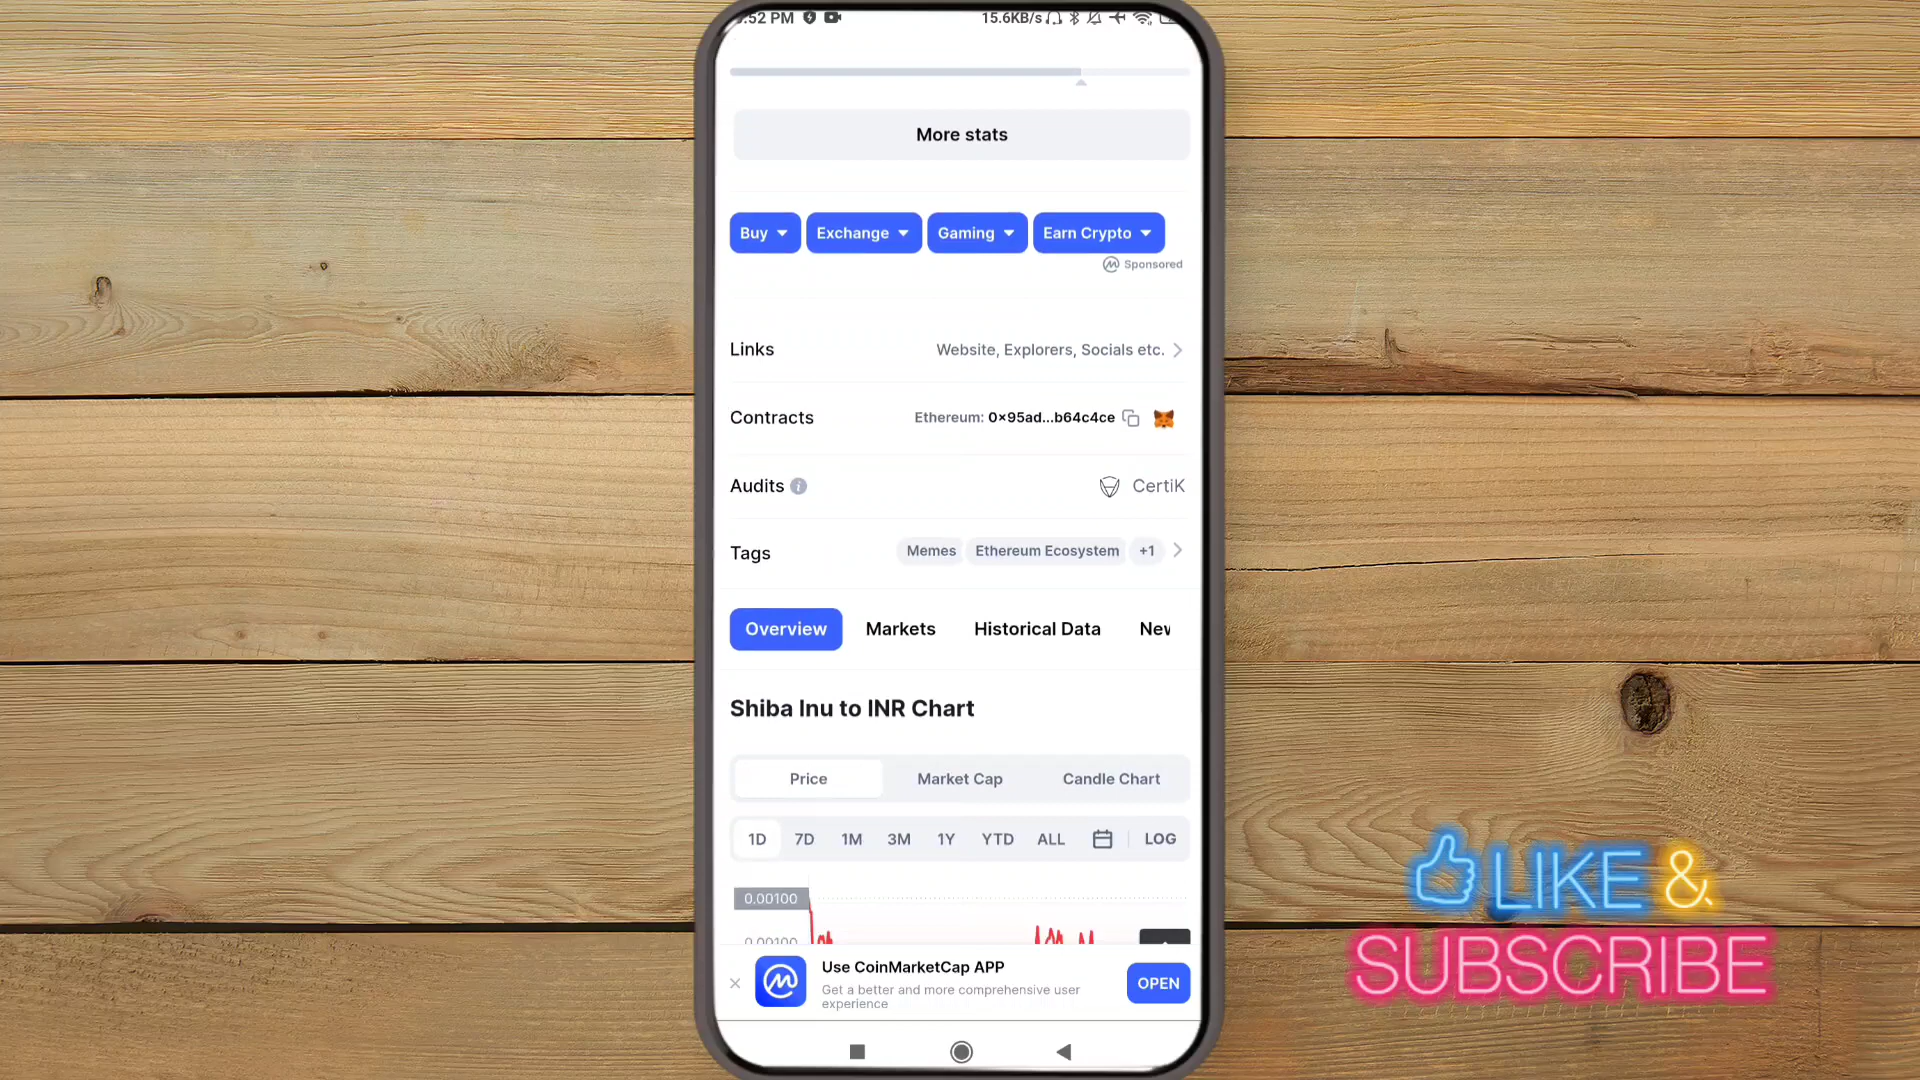 :52 PM 15.6KB/s
More stats
Buy Exchange Gaming Earn Crypto
Sponsored
Links Website, Explorers, Socials etc.
Contracts Ethereum: 0×95ad...b64c4ce
Audits CertiK
Tags Memes Ethereum Ecosystem +1
Overview Markets Historical Data
Shiba Inu to INR Chart
Price Market Cap Candle Chart
1D 7D 1M 3M 1Y YTD ALL LOG
0.00100
0.00100
Use CoinMarketCap APP
Get a better and more comprehensive user
experience
OPEN
LIKE &
SUBSCRIBE